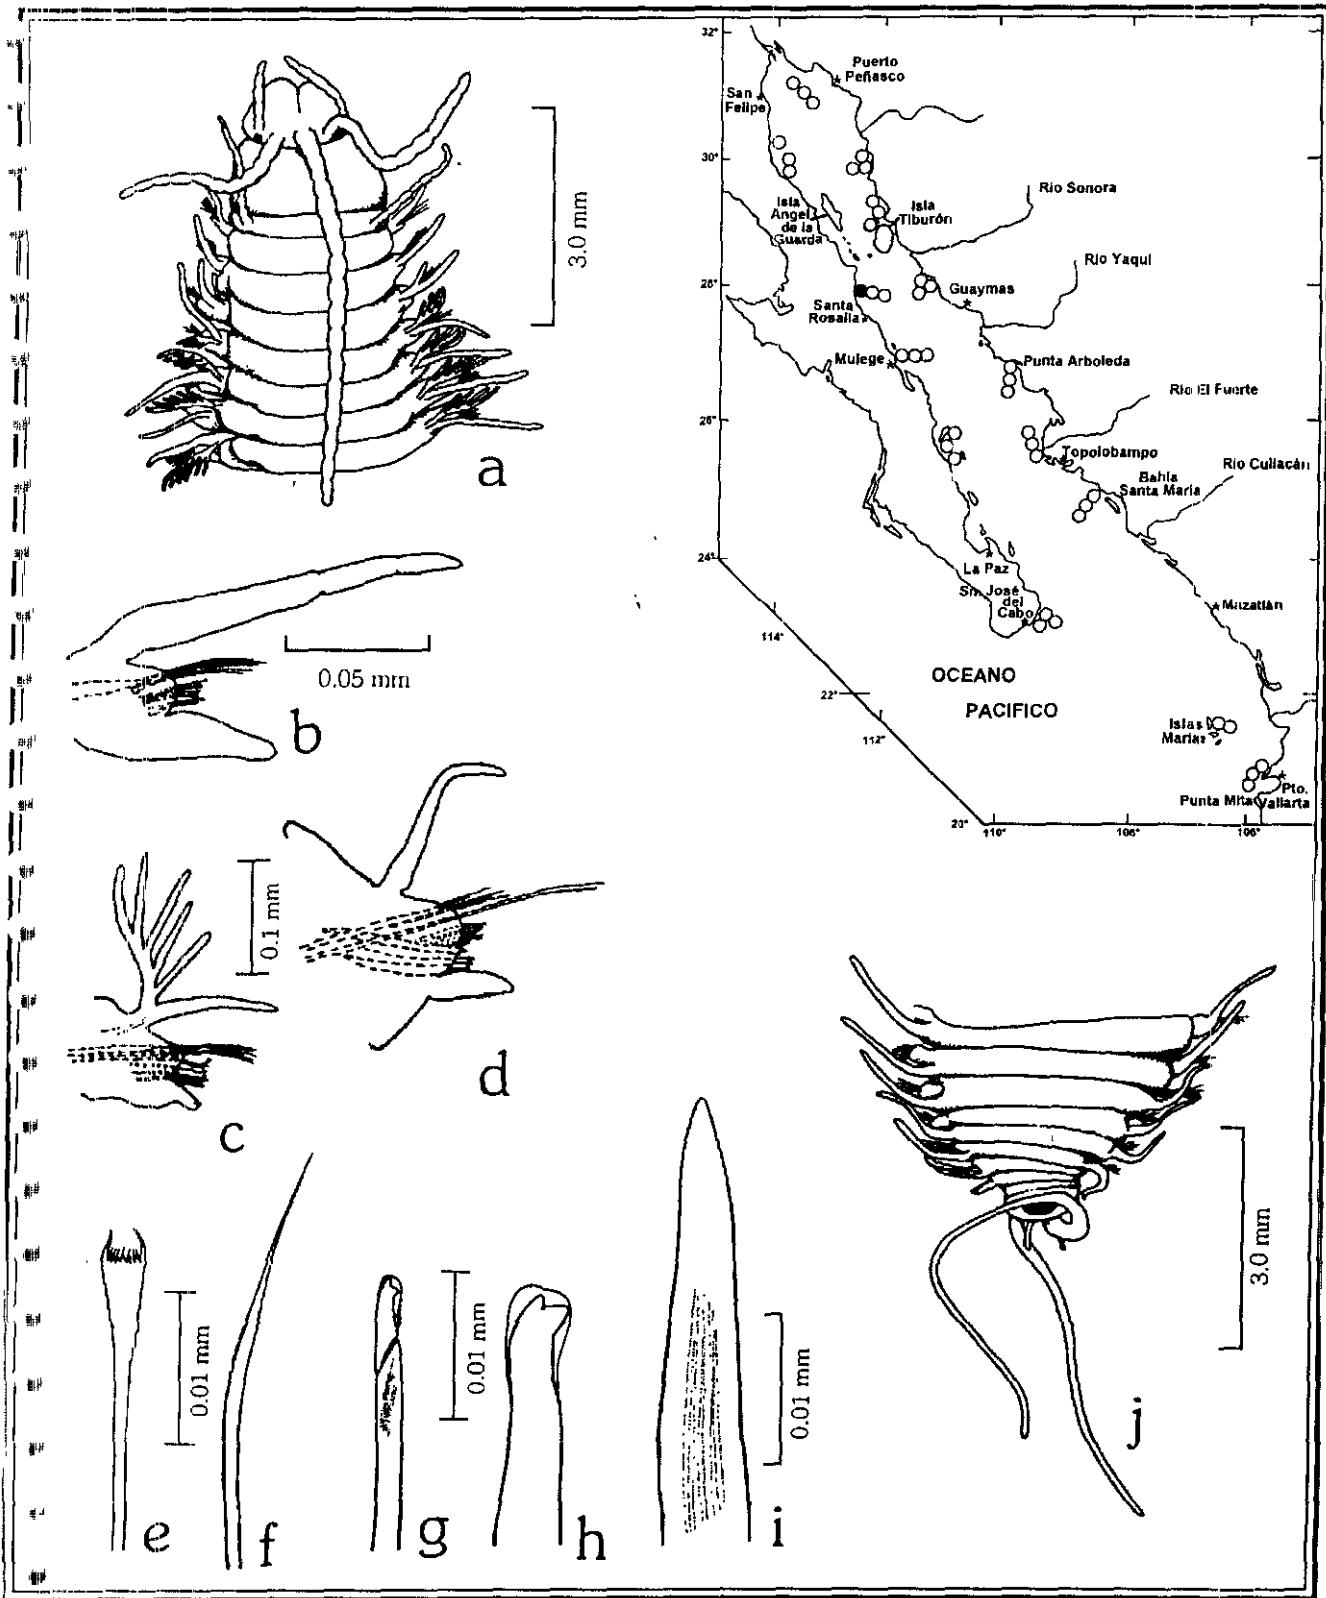 32°
Puerto
Peñasco
San
Felipe
30°
Rio Sonora
Isla
Angel
de la
Guarda
Isla
Tiburón
Rio Yaqui
28°
Guaymas
Santa
Rosalia
Mulege
Punta Arboleda
Rio El Fuerte
26°
Topolobampo
Rio Culiacán
Bahia
Santa Maria
24°
La Paz
Sn. José
del
Cabo
Mazatlán
114°
OCEANO
PACIFICO
22°
112°
Islas
Marias
Punta Mita
Pto.
Vallarta
20°
110°
106°
106°
3.0 mm
a
0.05 mm
b
0.1 mm
c
d
0.01 mm
e
f
0.01 mm
g
h
0.01 mm
i
3.0 mm
j